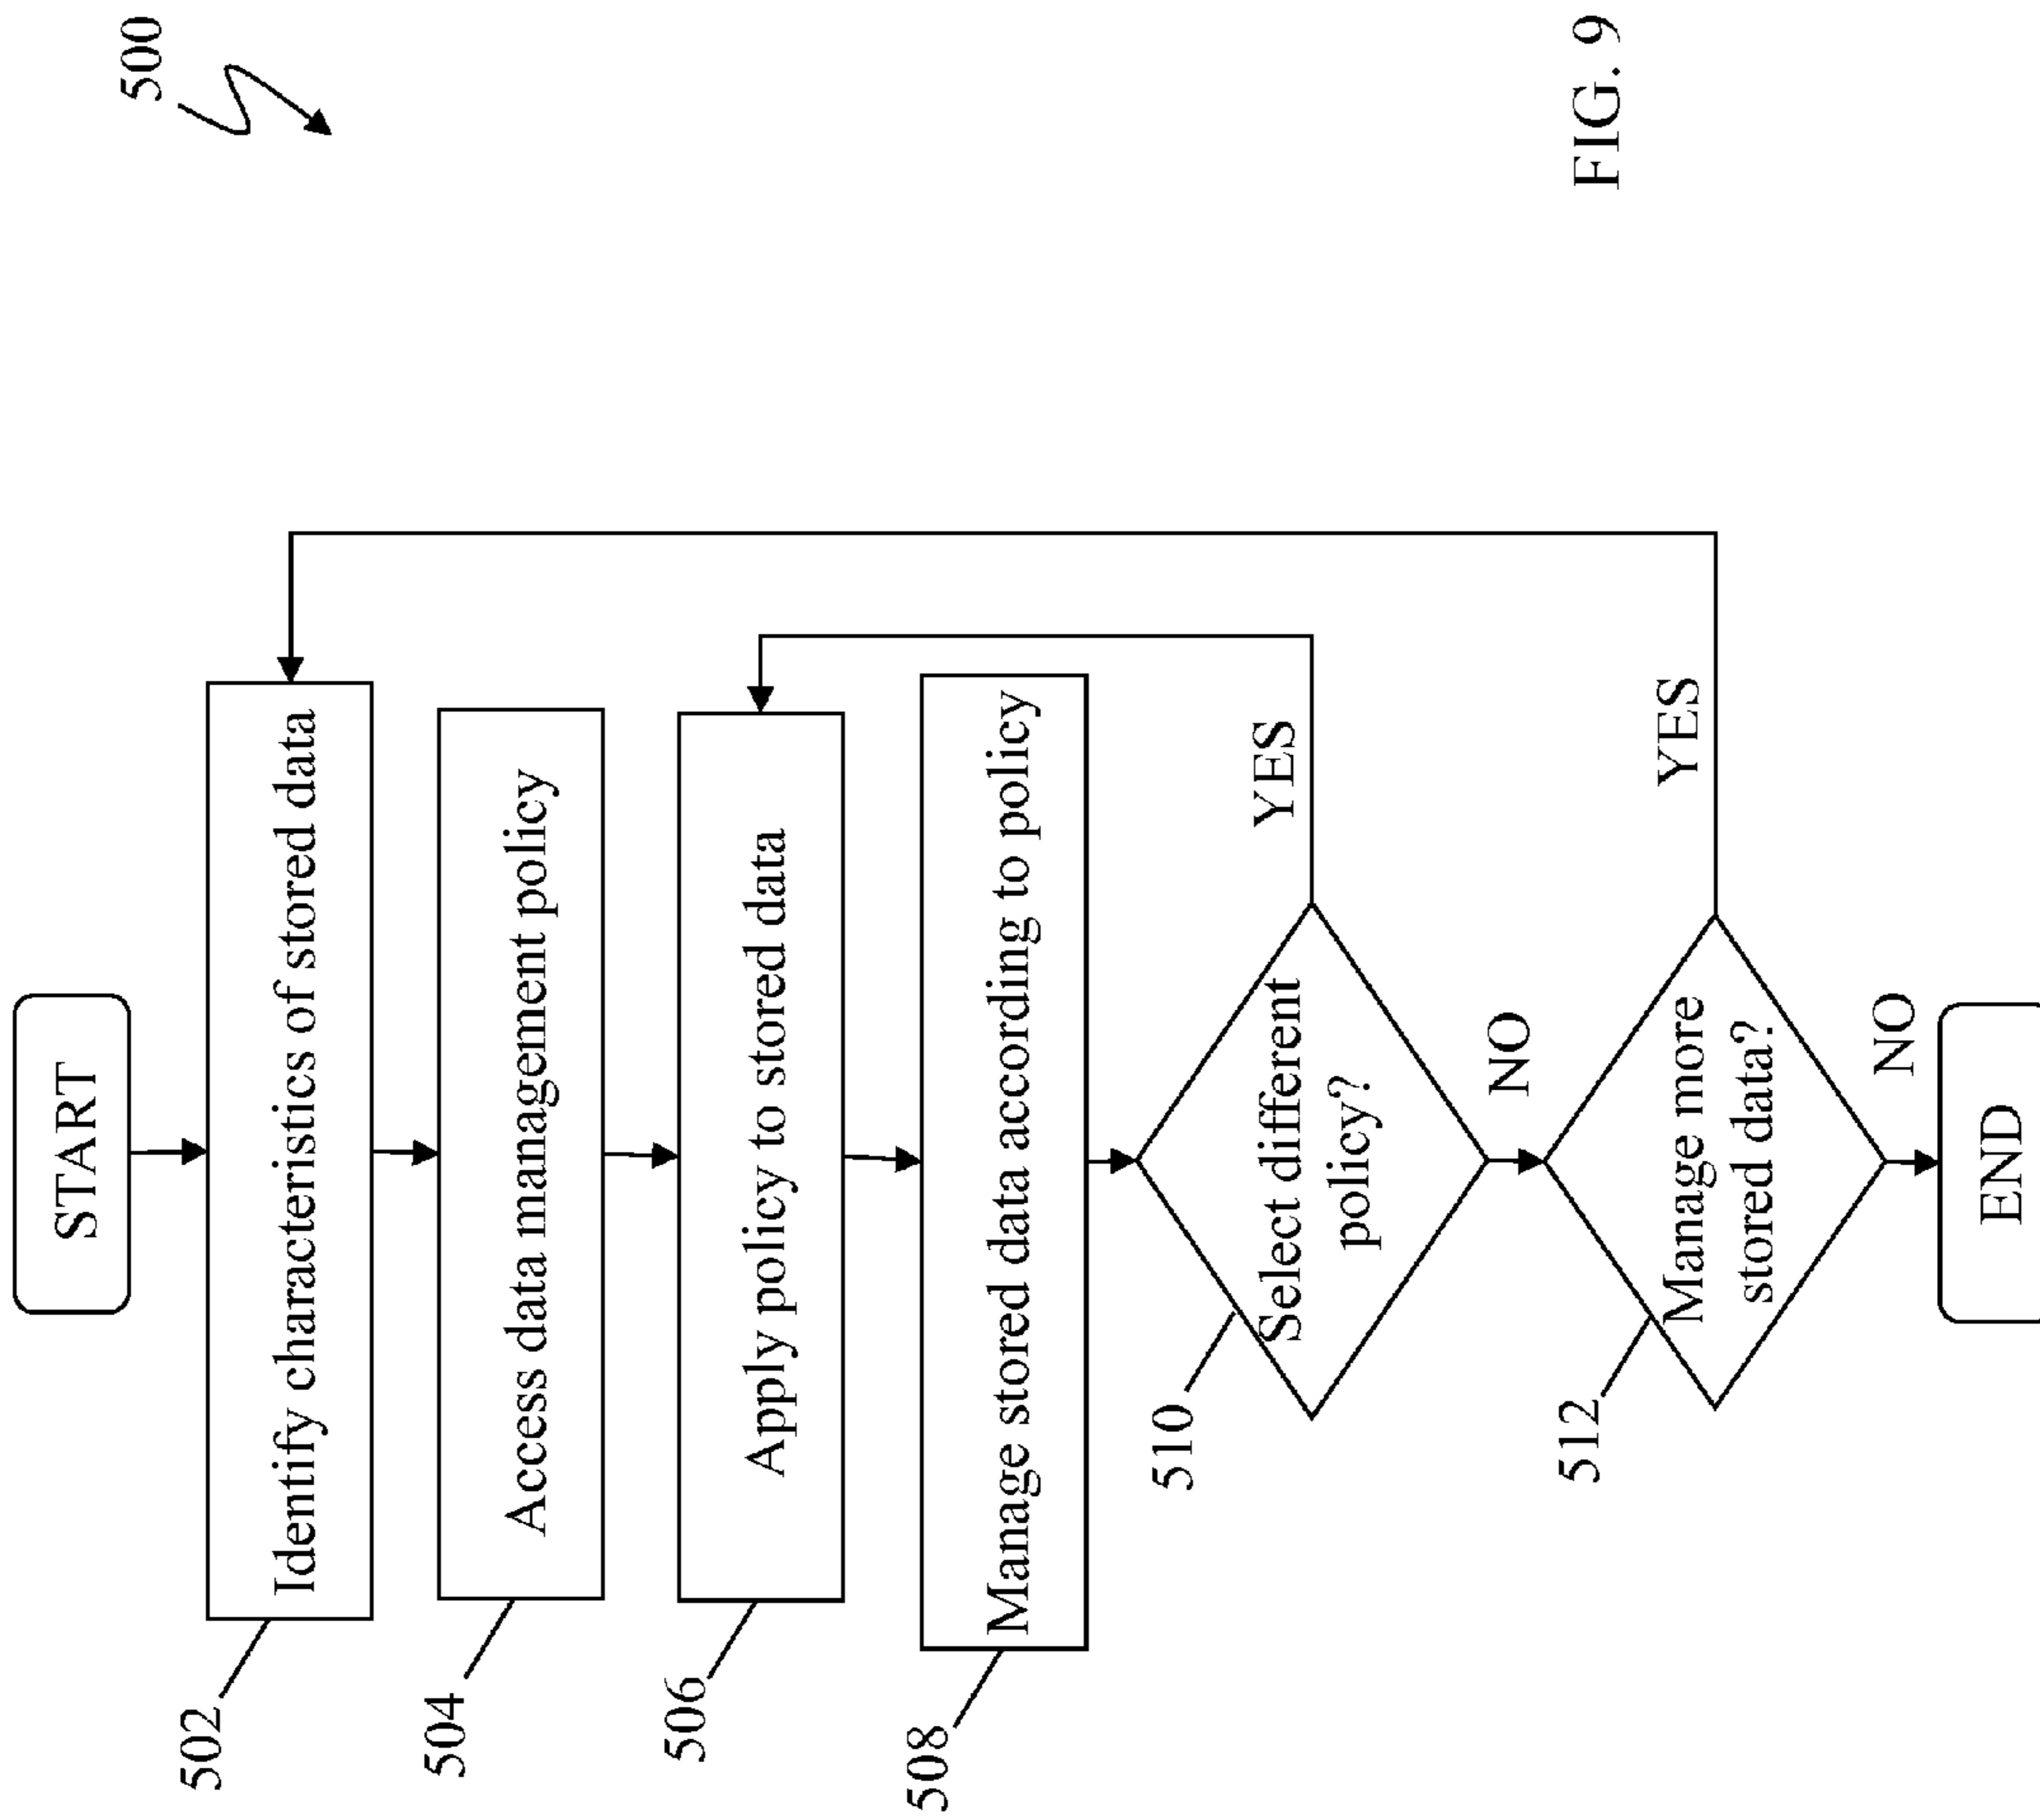 500
START
502
Identify characteristics of stored data
504
Access data management policy
506
Apply policy to stored data
508
Manage stored data according to policy
510
Select different
policy?
YES
NO
512
Manage more
stored data?
YES
NO
END
FIG. 9